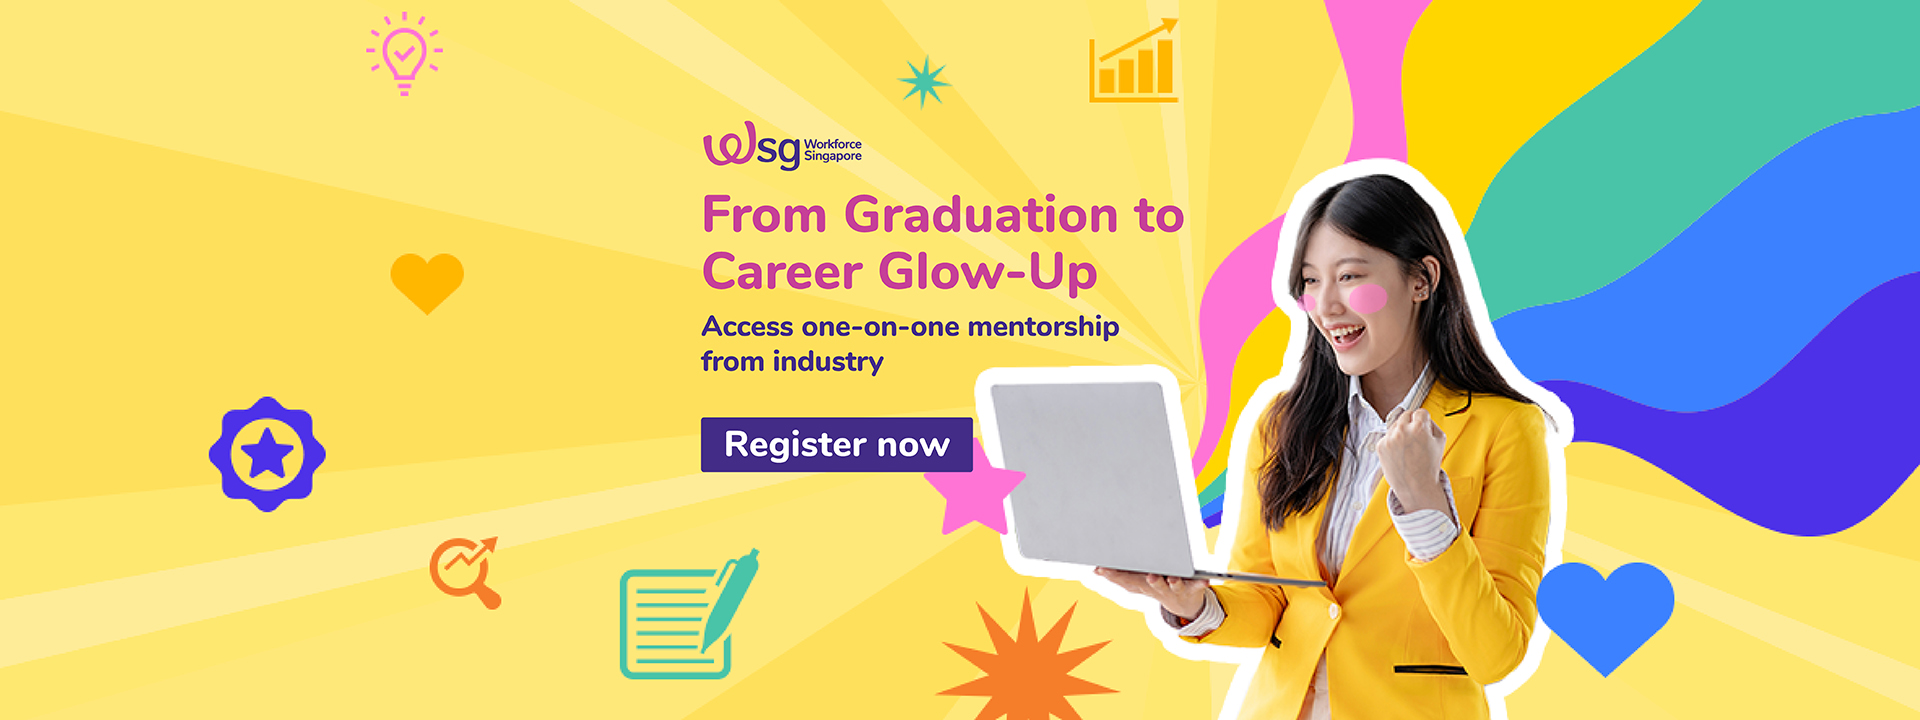 wsg Workforce
Singapore
From Graduation to
Career Glow-Up
Access one-on-one mentorship
from industry
Register now